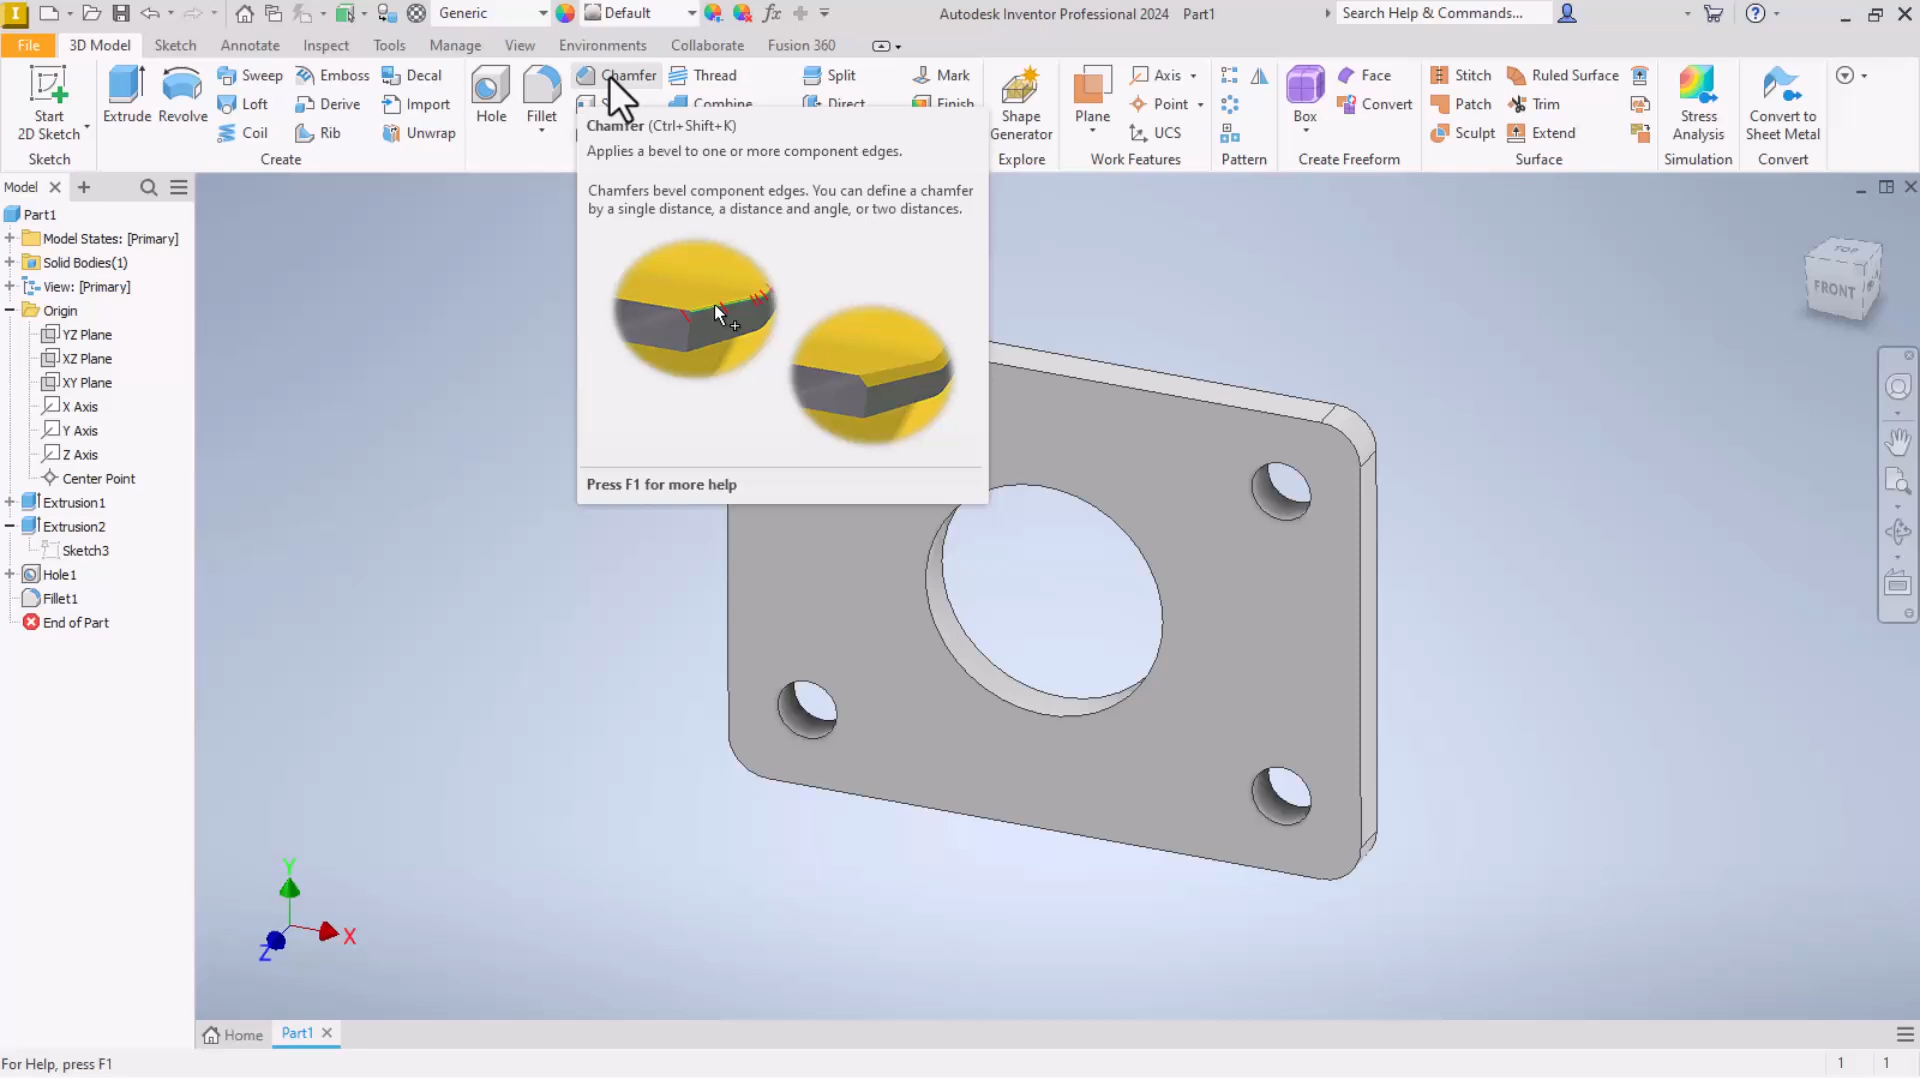 Generic
Default
fx
Autodesk Inventor Professional 2024 Part1
Search Help & Commands...
File
3D Model
Sketch
Annotate
Inspect
Tools
Manage
View
Environments
Collaborate
Fusion 360
Start
2D Sketch
Sketch
Extrude
Revolve
Sweep
Loft
Coil
Emboss
Derive
Rib
Decal
Import
Unwrap
Create
Hole
Fillet
Chamfer
Thread
Combine
Split
Direct
Mark
Finish
Shape
Generator
Explore
Plane
Axis
Point
UCS
Work Features
Pattern
Box
Face
Convert
Create Freeform
Stitch
Patch
Sculpt
Ruled Surface
Trim
Extend
Surface
Stress
Analysis
Simulation
Convert to
Sheet Metal
Convert
Chamfer (Ctrl+Shift+K)
Applies a bevel to one or more component edges.
Chamfers bevel component edges. You can define a chamfer
by a single distance, a distance and angle, or two distances.
Press F1 for more help
Model
Part1
Model States: [Primary]
Solid Bodies(1)
View: [Primary]
Origin
YZ Plane
XZ Plane
XY Plane
X Axis
Y Axis
Z Axis
Center Point
Extrusion1
Extrusion2
Sketch3
Hole1
Fillet1
End of Part
TOP
FRONT
Y
X
Z
Home
Part1
For Help, press F1
1 1